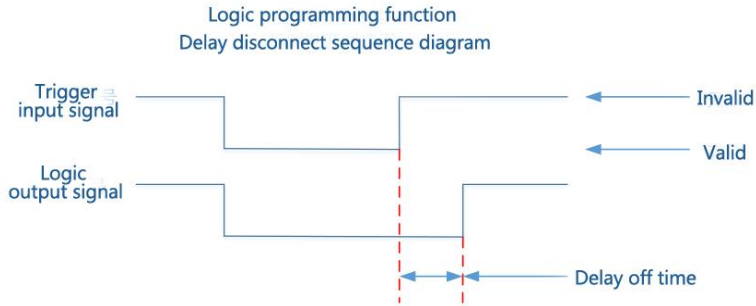 Logic programming function
Delay disconnect sequence diagram
Trigger
input signal
Invalid
Valid
Logic
output signal
Delay off time